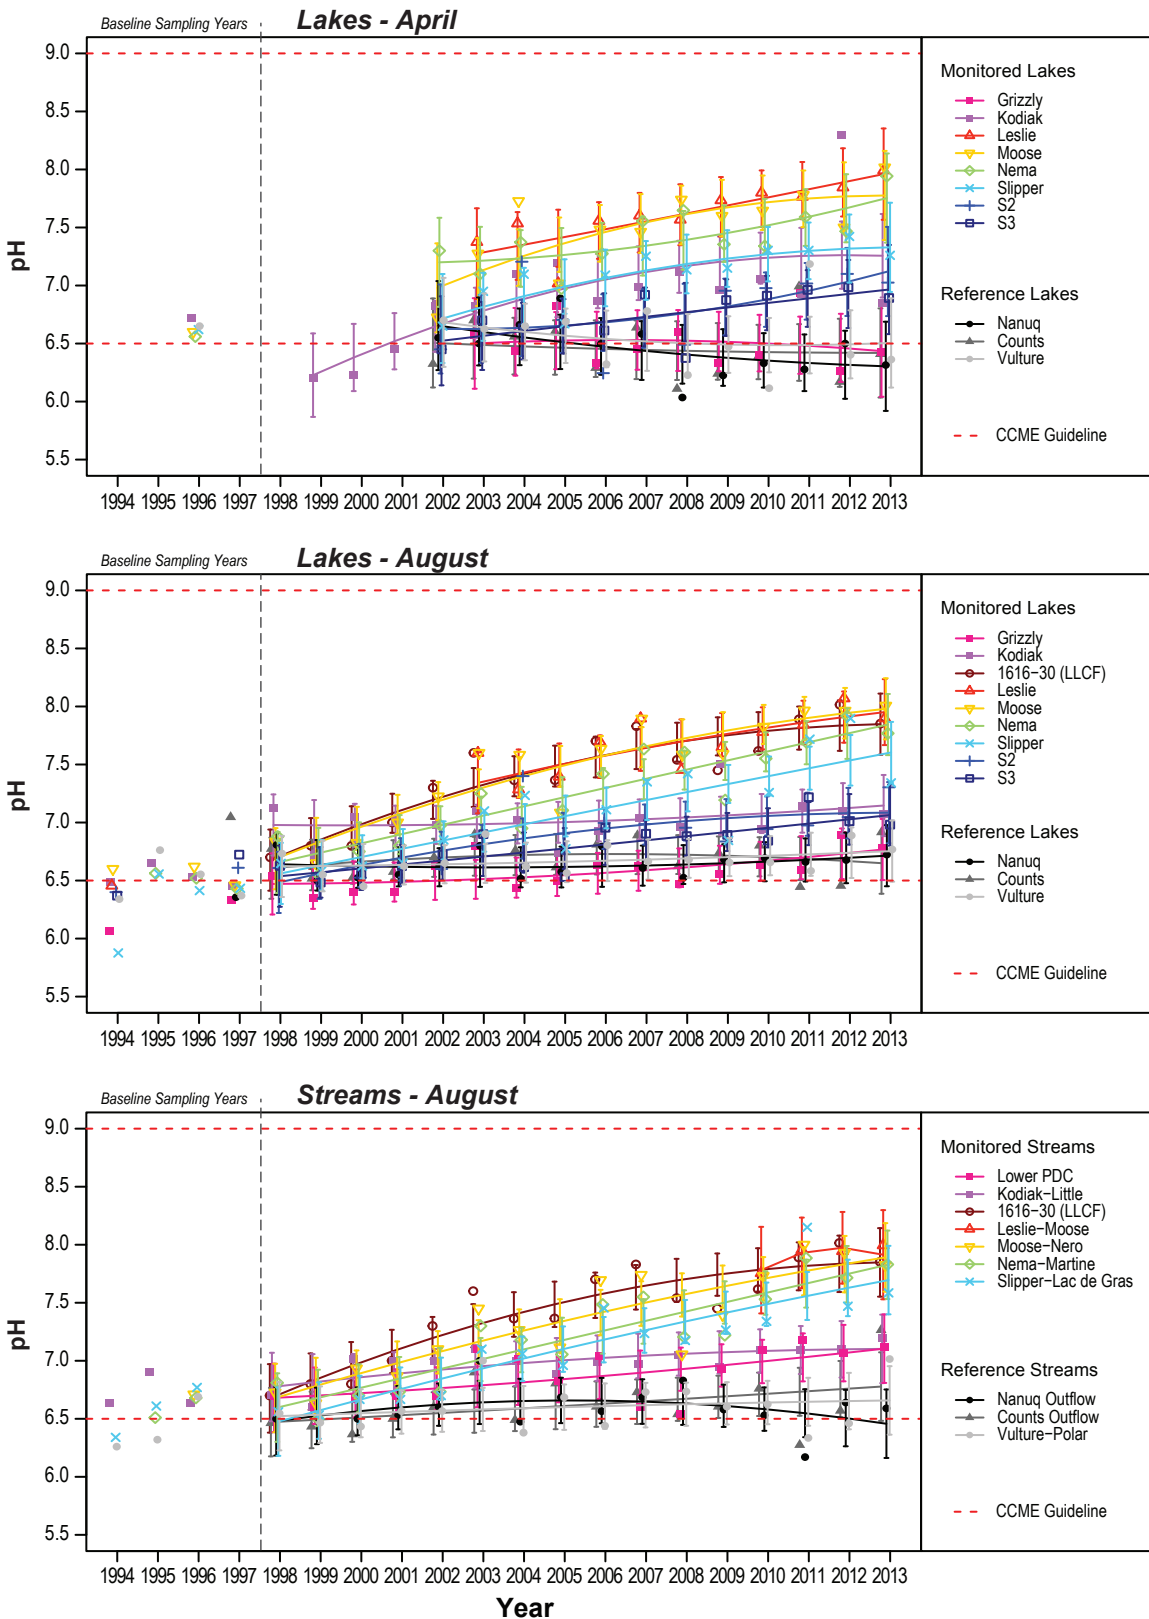 Baseline Sampling Years
Lakes - April
pH
9.0
8.5
8.0
7.5
7.0
6.5
6.0
5.5
1994 1995 1996 1997 1998 1999 2000 2001 2002 2003 2004 2005 2006 2007 2008 2009 2010 2011 2012 2013
Monitored Lakes
Grizzly
Kodiak
Leslie
Moose
Nema
Slipper
S2
S3
Reference Lakes
Nanuq
Counts
Vulture
CCME Guideline
Baseline Sampling Years
Lakes - August
pH
9.0
8.5
8.0
7.5
7.0
6.5
6.0
5.5
1994 1995 1996 1997 1998 1999 2000 2001 2002 2003 2004 2005 2006 2007 2008 2009 2010 2011 2012 2013
Monitored Lakes
Grizzly
Kodiak
1616−30 (LLCF)
Leslie
Moose
Nema
Slipper
S2
S3
Reference Lakes
Nanuq
Counts
Vulture
CCME Guideline
Baseline Sampling Years
Streams - August
pH
9.0
8.5
8.0
7.5
7.0
6.5
6.0
5.5
1994 1995 1996 1997 1998 1999 2000 2001 2002 2003 2004 2005 2006 2007 2008 2009 2010 2011 2012 2013
Year
Monitored Streams
Lower PDC
Kodiak−Little
1616−30 (LLCF)
Leslie−Moose
Moose−Nero
Nema−Martine
Slipper−Lac de Gras
Reference Streams
Nanuq Outflow
Counts Outflow
Vulture−Polar
CCME Guideline